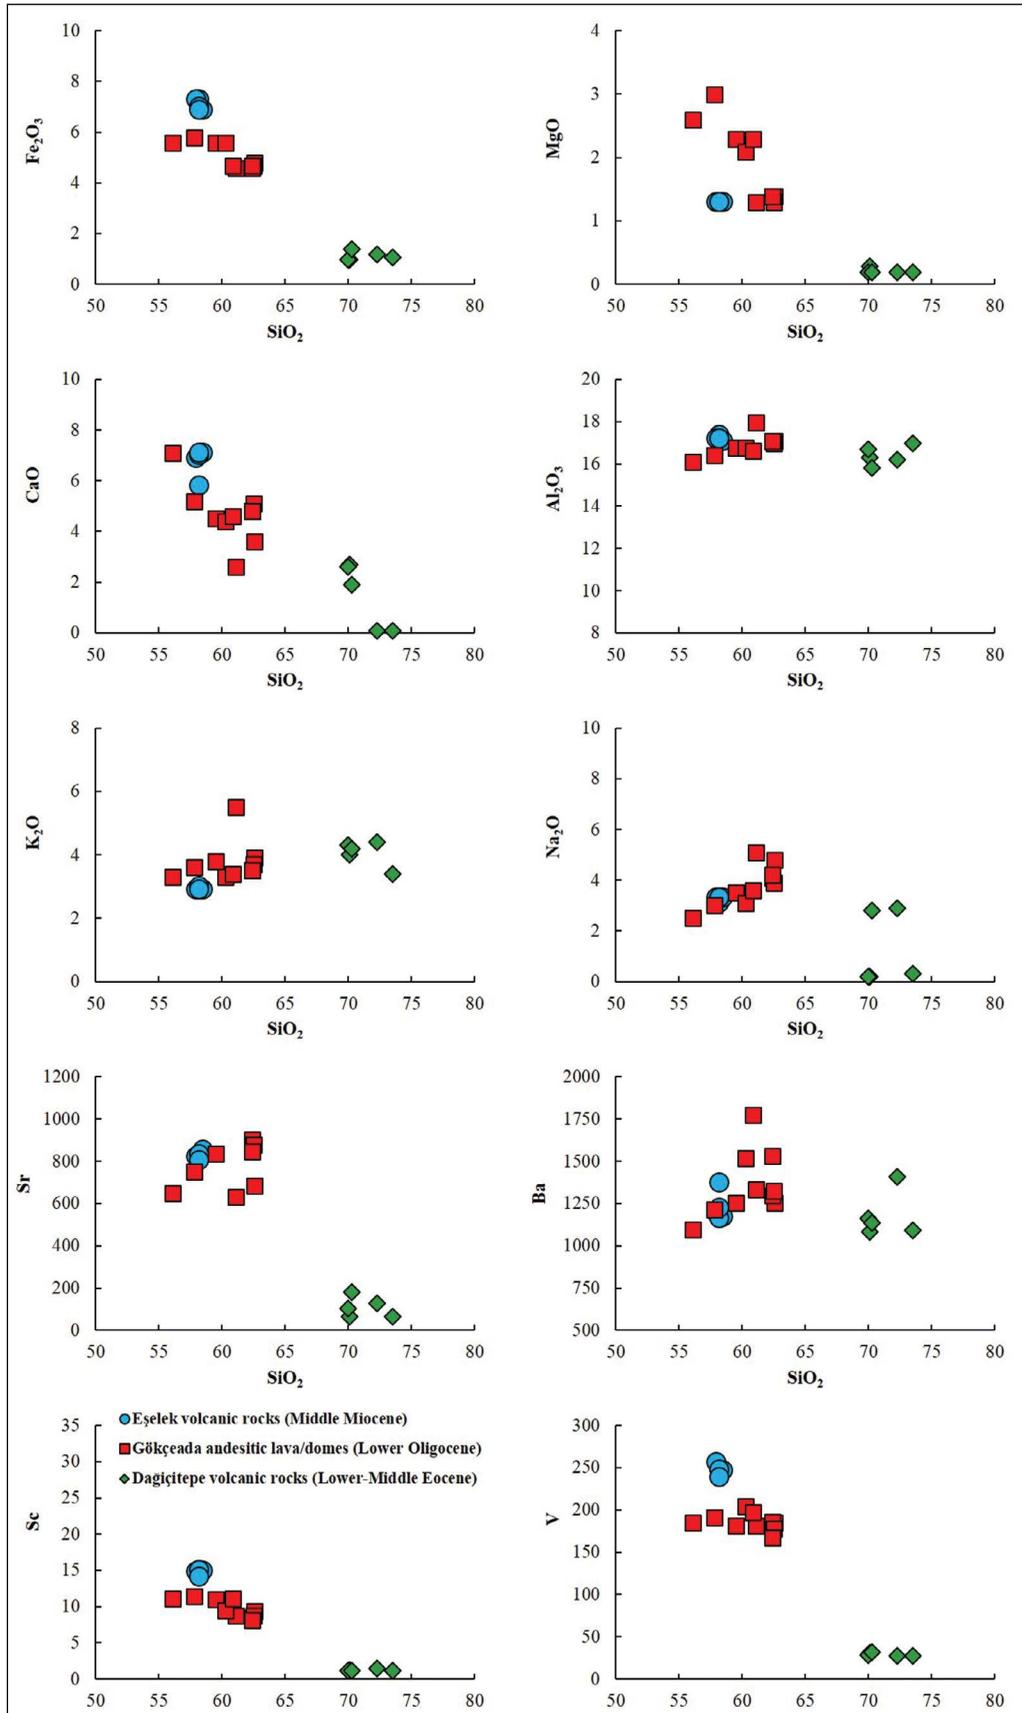 10
8
6
4
2
0
Fe₂O₃
50 55 60 65 70 75 80
SiO₂
4
3
2
1
0
MgO
50 55 60 65 70 75 80
SiO₂
10
8
6
4
2
0
CaO
50 55 60 65 70 75 80
SiO₂
20
18
16
14
12
10
8
Al₂O₃
50 55 60 65 70 75 80
SiO₂
8
6
4
2
0
K₂O
50 55 60 65 70 75 80
SiO₂
10
8
6
4
2
0
Na₂O
50 55 60 65 70 75 80
SiO₂
1200
1000
800
600
400
200
0
Sr
50 55 60 65 70 75 80
SiO₂
2000
1750
1500
1250
1000
750
500
Ba
50 55 60 65 70 75 80
SiO₂
Eşelek volcanic rocks (Middle Miocene)
Gökçeada andesitic lava/domes (Lower Oligocene)
Dağiçitepe volcanic rocks (Lower-Middle Eocene)
35
30
25
20
15
10
5
0
Sc
50 55 60 65 70 75 80
300
250
200
150
100
50
0
V
50 55 60 65 70 75 80